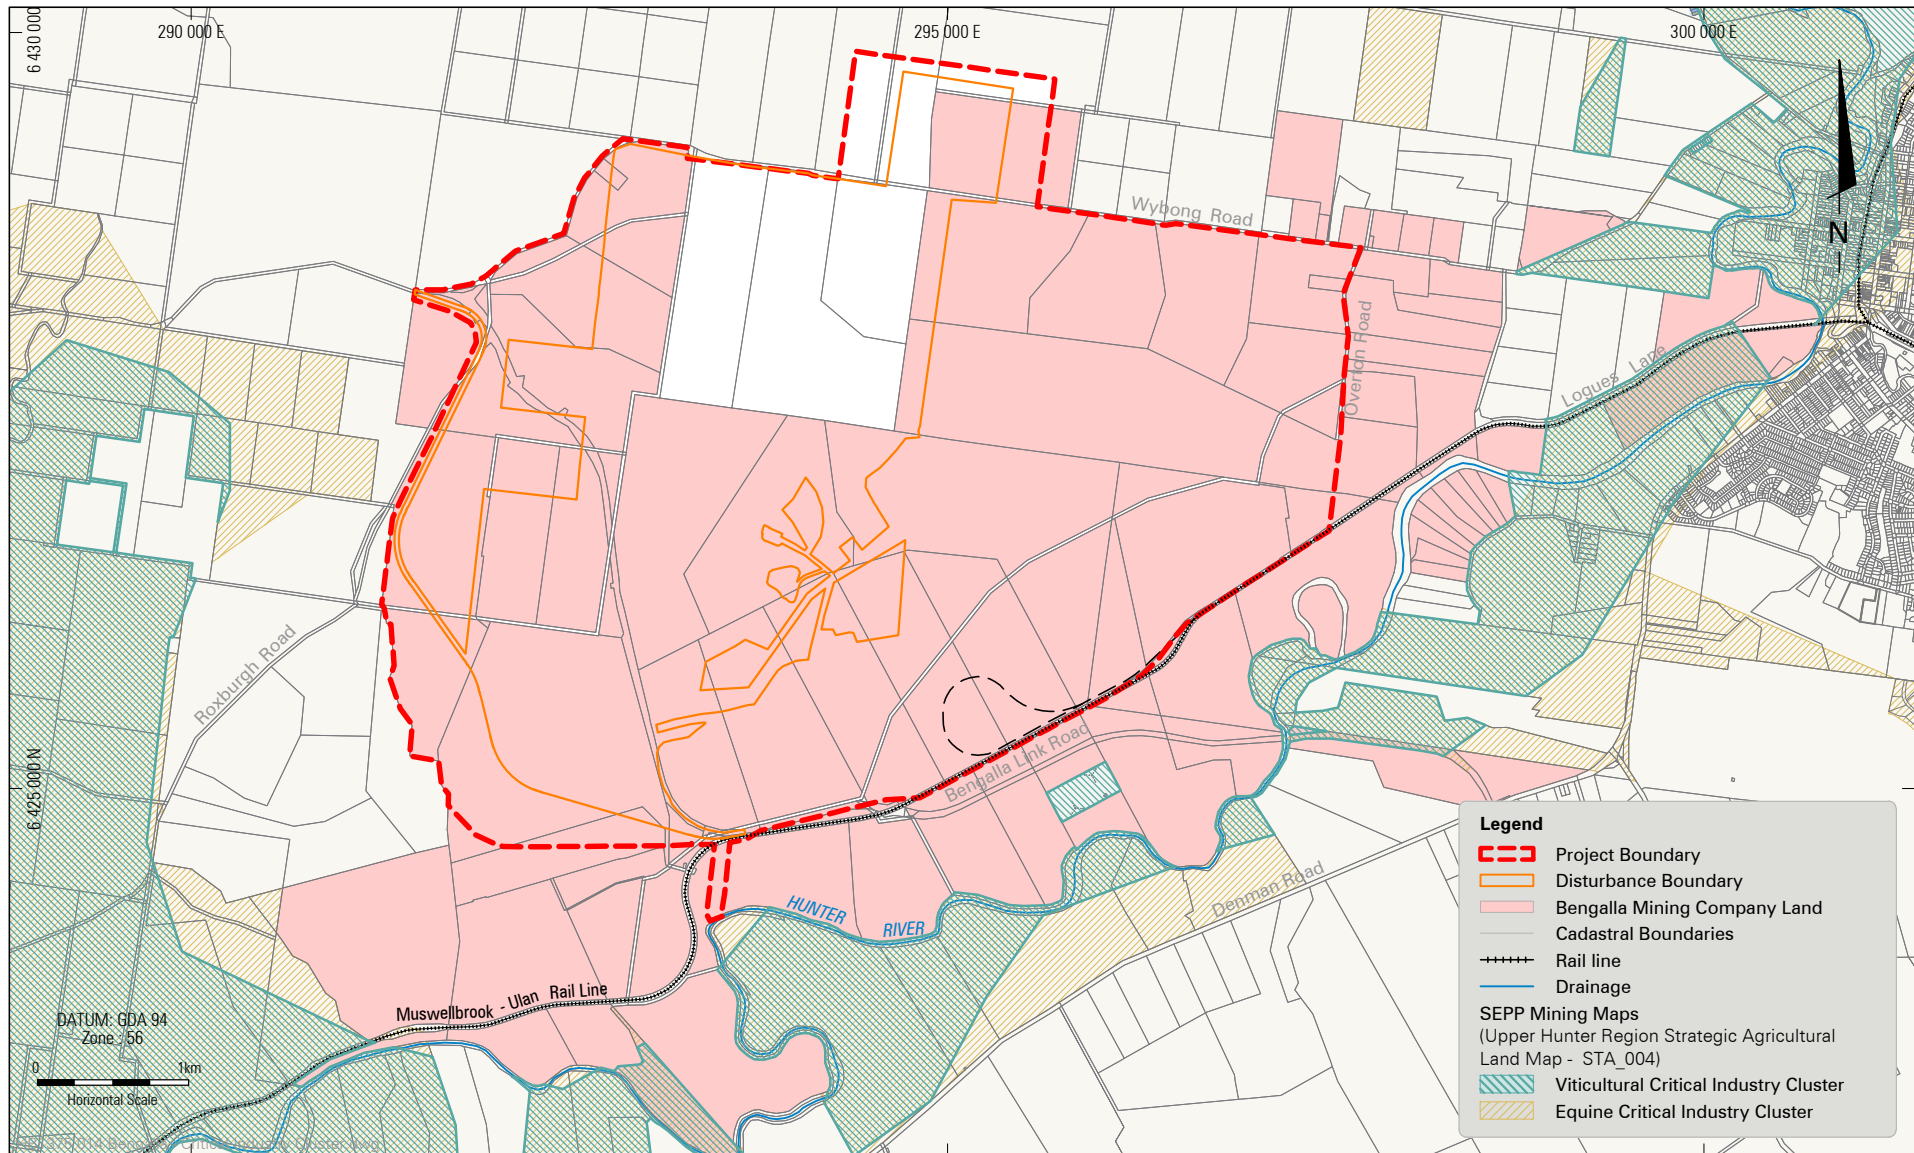 290 000 E
295 000 E
300 000 E
6 430 000
6 425 000 N
Wybong Road
Overton Road
Logues Lane
N
Roxburgh Road
Bengalla Link Road
Denman Road
HUNTER RIVER
Muswellbrook - Ulan Rail Line
DATUM: GDA 94
Zone : 56
0 1km
Horizontal Scale
Legend
Project Boundary
Disturbance Boundary
Bengalla Mining Company Land
Cadastral Boundaries
Rail line
Drainage
SEPP Mining Maps
(Upper Hunter Region Strategic Agricultural
Land Map - STA_004)
Viticultural Critical Industry Cluster
Equine Critical Industry Cluster